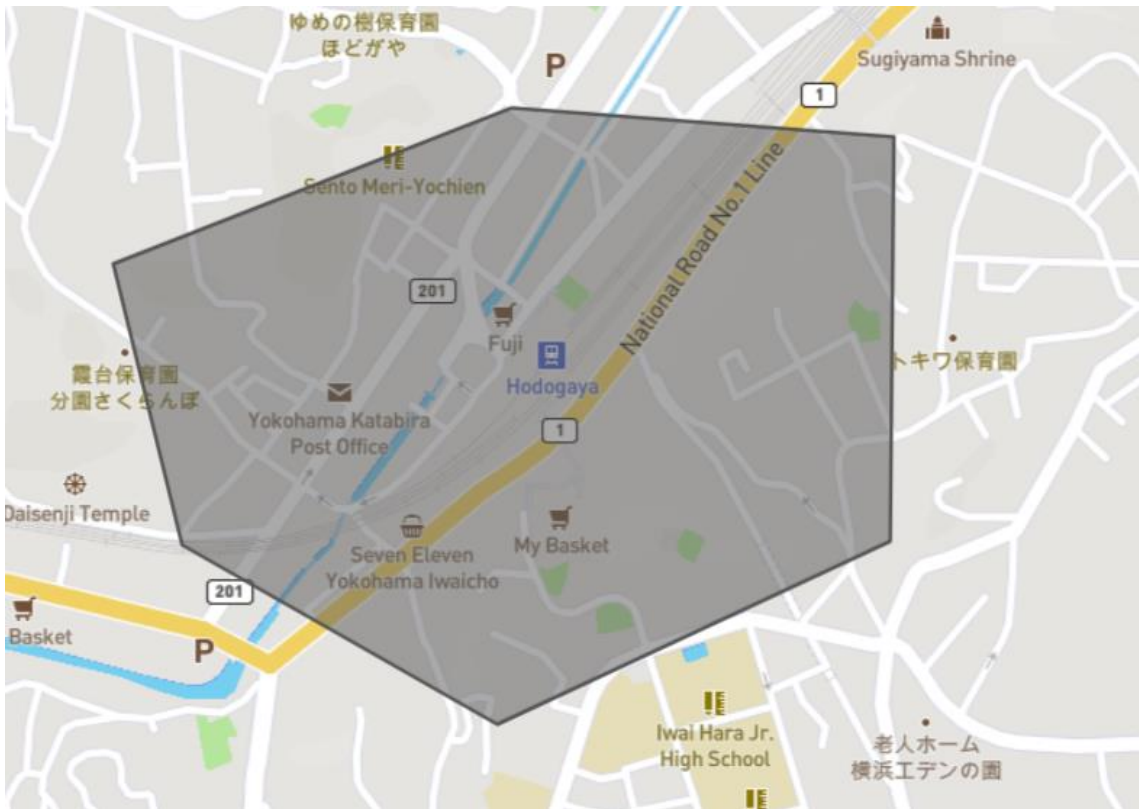 ゆめの樹保育園
ほどがや
P
Sugiyama Shrine
1
Sento Meri-Yochien
National Road No.1 Line
201
Fuji
Hodogaya
トキワ保育園
霞台保育園
分園さくらんぼ
Yokohama Katabira
Post Office
1
Daisenji Temple
My Basket
Seven Eleven
Yokohama Iwaicho
201
Basket
P
Iwai Hara Jr.
High School
老人ホーム
横浜エデンの園